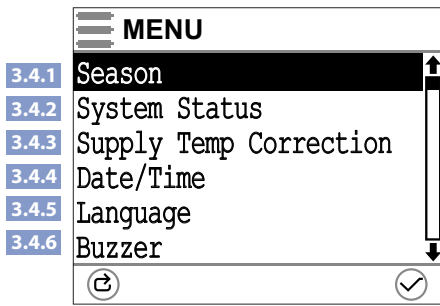 MENU
3.4.1 Season
3.4.2 System Status
3.4.3 Supply Temp Correction
3.4.4 Date/Time
3.4.5 Language
3.4.6 Buzzer